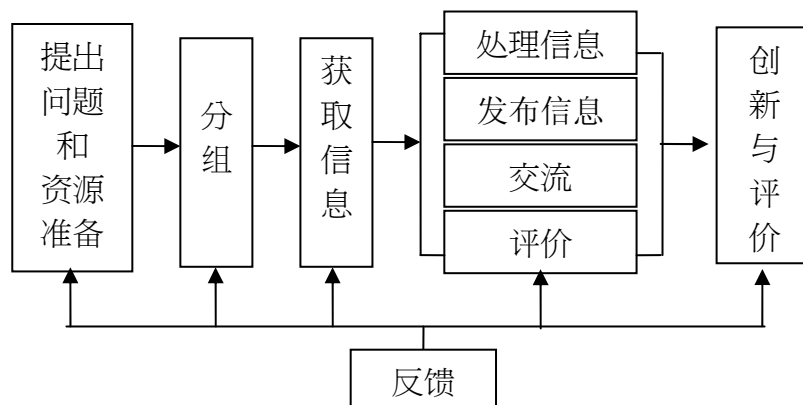 提出
问题
和
资源
准备
分
组
获
取
信
息
处理信息
发布信息
交流
评价
创
新
与
评
价
反馈